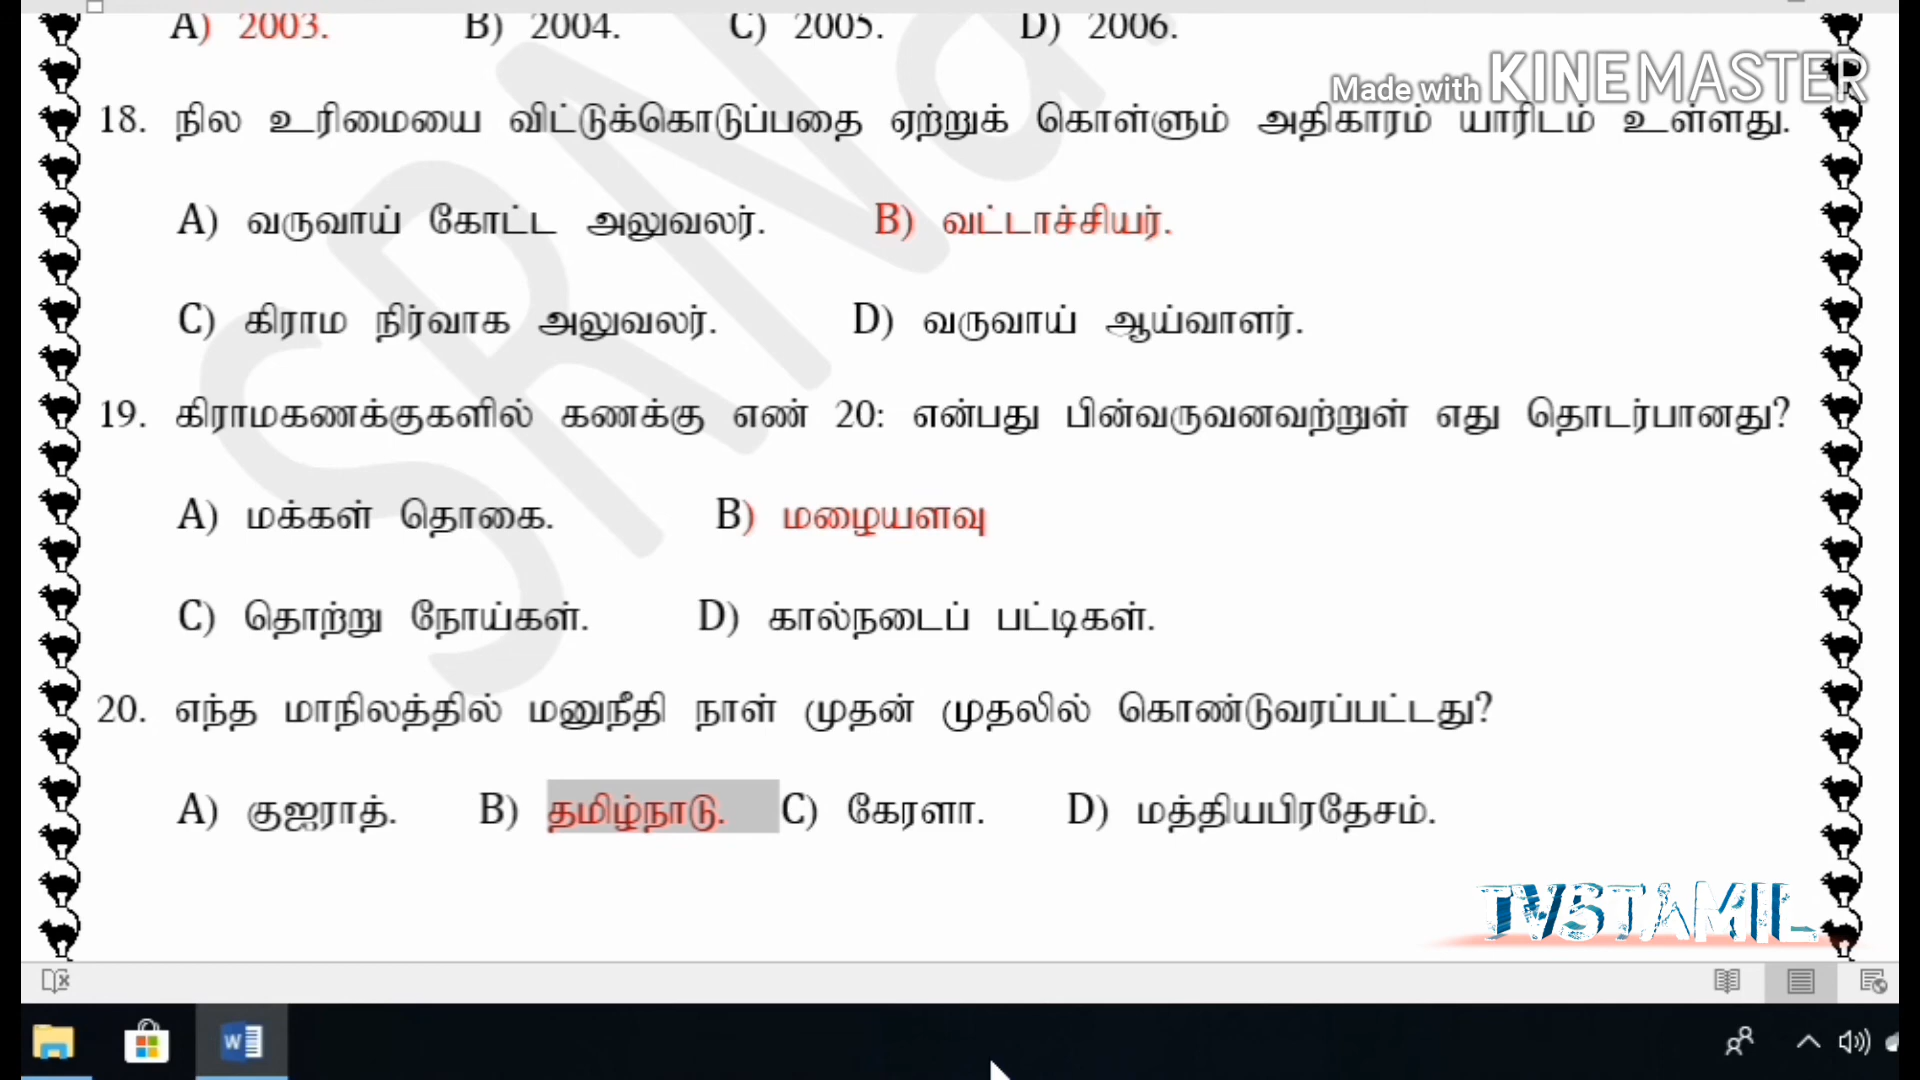 A) 2003. B) 2004. C) 2005. D) 2006.
Made with KINEMASTER
18. நில உரிமையை விட்டுக்கொடுப்பதை ஏற்றுக் கொள்ளும் அதிகாரம் யாரிடம் உள்ளது.
A) வருவாய் கோட்ட அலுவலர். B) வட்டாச்சியர்.
C) கிராம நிர்வாக அலுவலர். D) வருவாய் ஆய்வாளர்.
19. கிராமகணக்குகளில் கணக்கு எண் 20: என்பது பின்வருவனவற்றுள் எது தொடர்பானது?
A) மக்கள் தொகை. B) மழையளவு
C) தொற்று நோய்கள். D) கால்நடைப் பட்டிகள்.
20. எந்த மாநிலத்தில் மனுநீதி நாள் முதன் முதலில் கொண்டுவரப்பட்டது?
A) குஜராத். B) தமிழ்நாடு. C) கேரளா. D) மத்தியபிரதேசம்.
TVSTAMIL